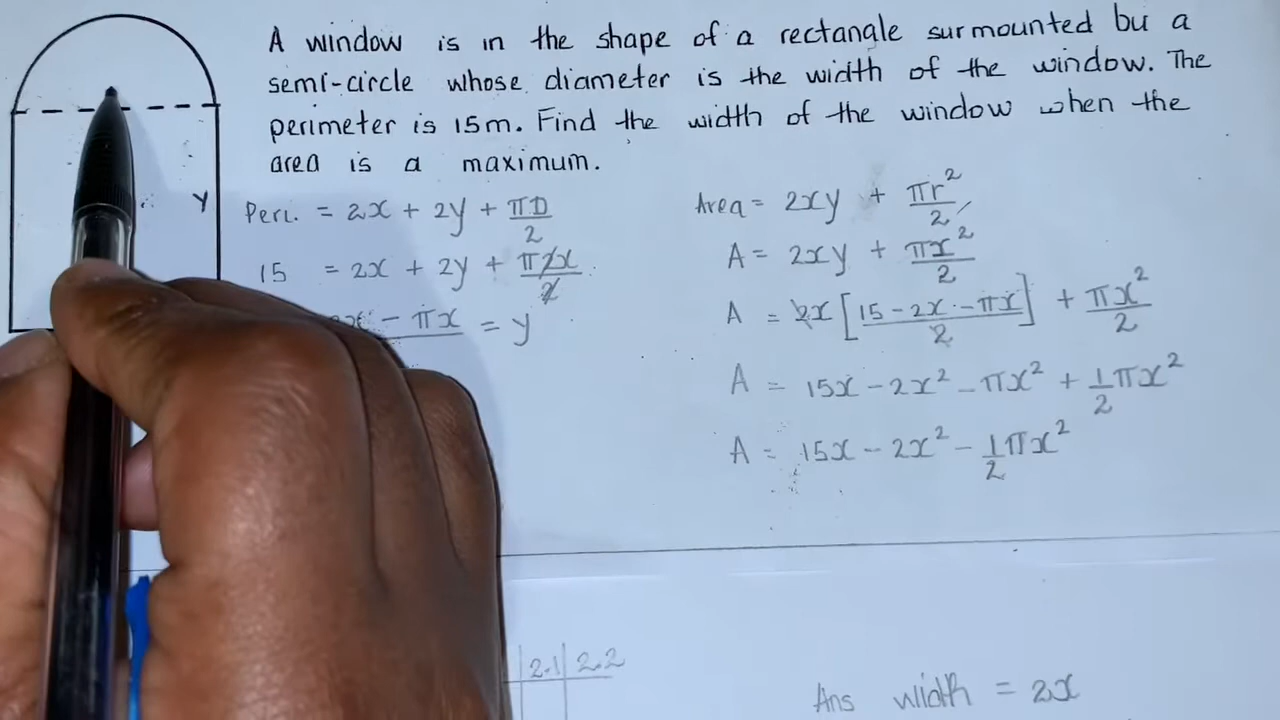 A window is in the shape of a rectangle surmounted bu a
semi-circle whose diameter is the width of the window. The
perimeter is 15m. Find the width of the window when the
area is a maximum.
y
Peri. = 2x + 2y + πD/2
15 = 2x + 2y + π2x/2
- πx = y
Area = 2xy + πr²/2
A = 2xy + πx²/2
A = 2x [15 - 2x - πx/2] + πx²/2
A = 15x - 2x² - πx² + 1/2πx²
A = 15x - 2x² - 1/2πx²
2.1 2.2
Ans width = 2x